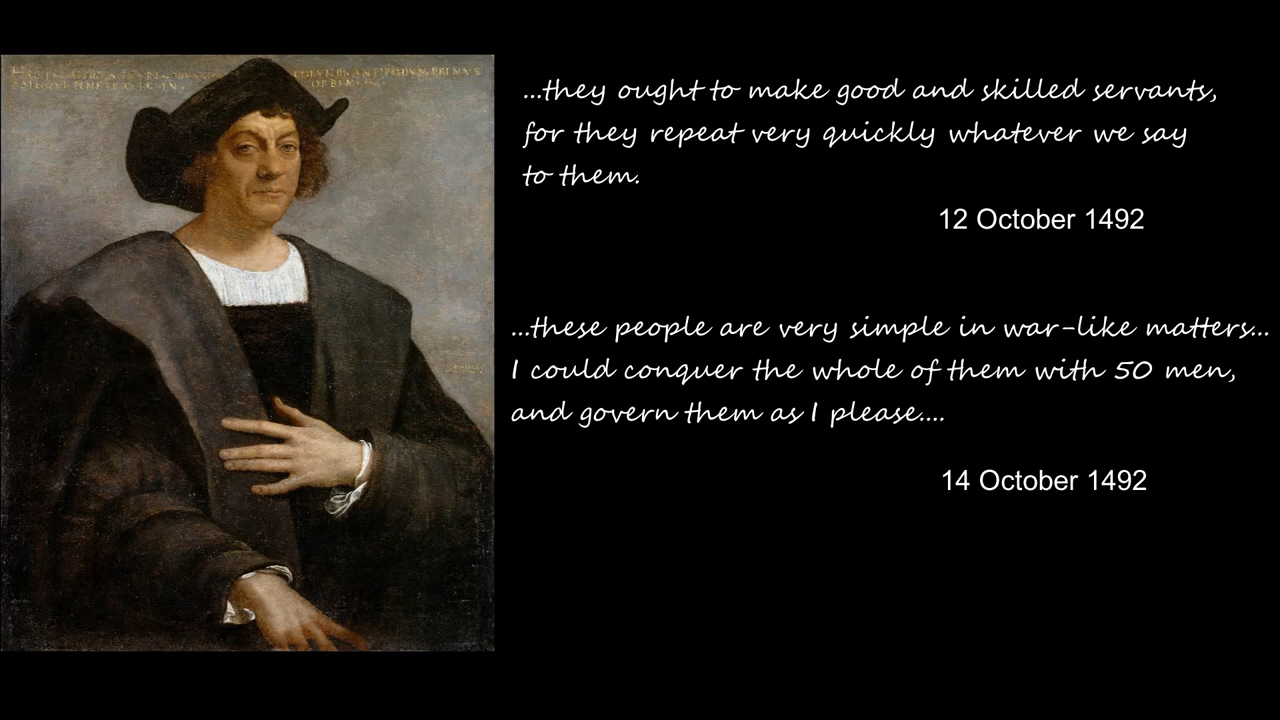 ...they ought to make good and skilled servants,
for they repeat very quickly whatever we say
to them.
12 October 1492
...these people are very simple in war-like matters...
I could conquer the whole of them with 50 men,
and govern them as I please....
14 October 1492